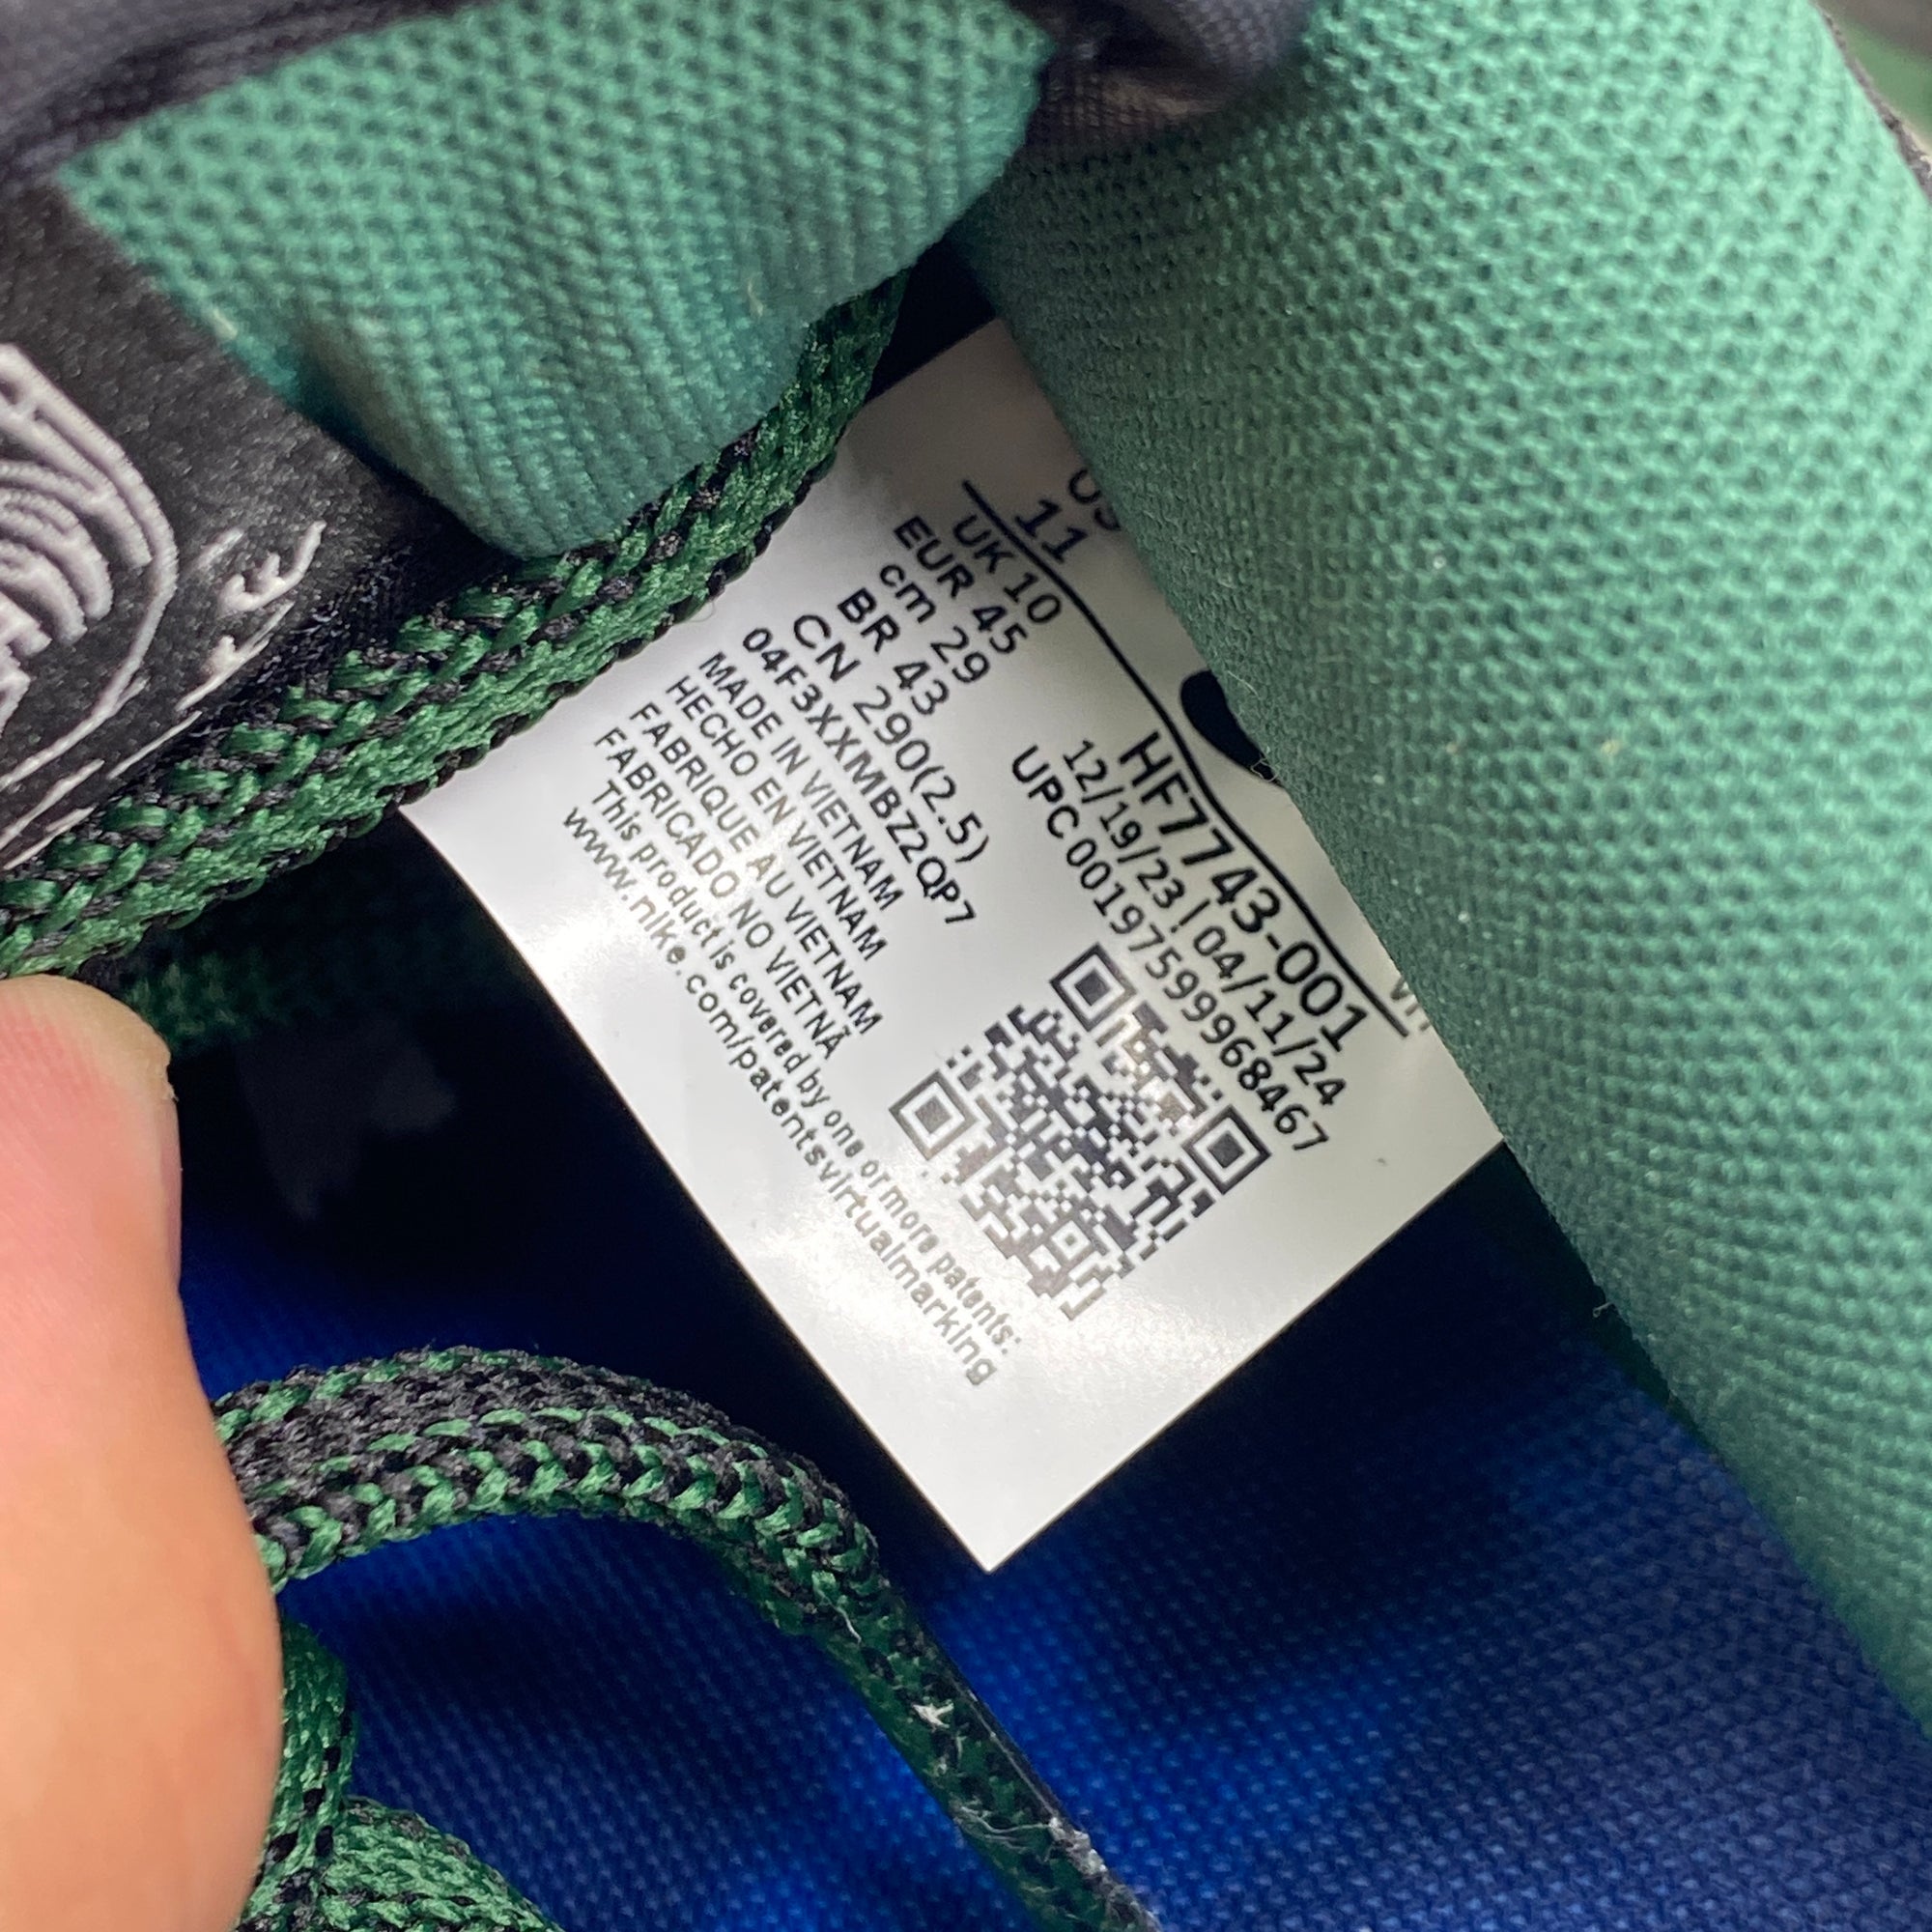 US
11
UK 10
EUR 45
cm 29
BR 43
CN 290(2.5)
04F3XXMBZ2QP7
MADE IN VIETNAM
HECHO EN VIETNAM
FABRIQUE AU VIETNAM
FABRICADO NO VIETNÃ
This product is covered by one or more patents:
www.nike.com/patentsvirtualmarking
HF7743-001
12/19/23 | 04/11/24
UPC 00197599968467